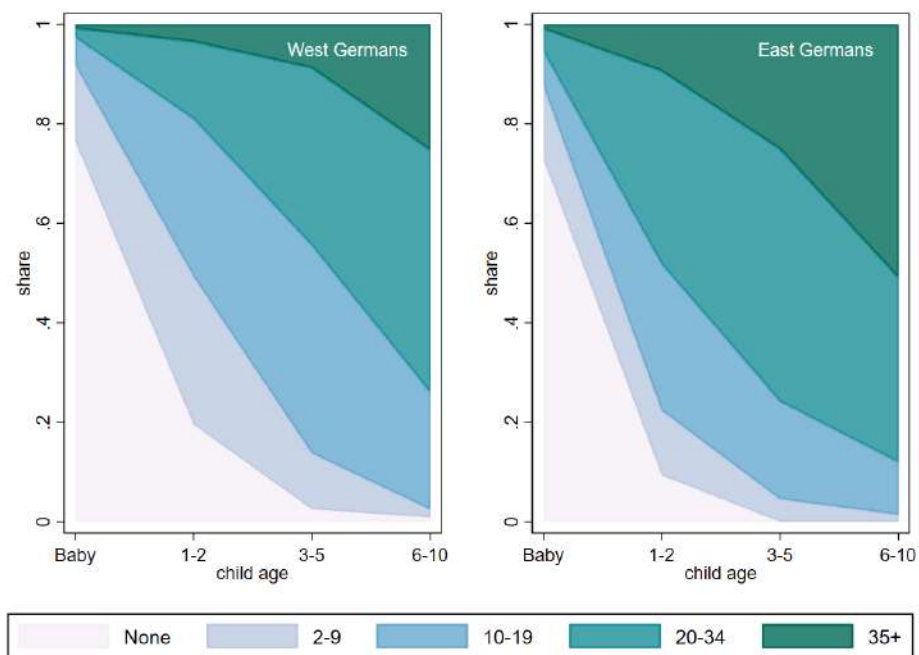 West Germans
East Germans
1
.8
.6
.4
.2
0
share
1
.8
.6
.4
.2
0
share
Baby
1-2
3-5
6-10
child age
Baby
1-2
3-5
6-10
child age
None
2-9
10-19
20-34
35+